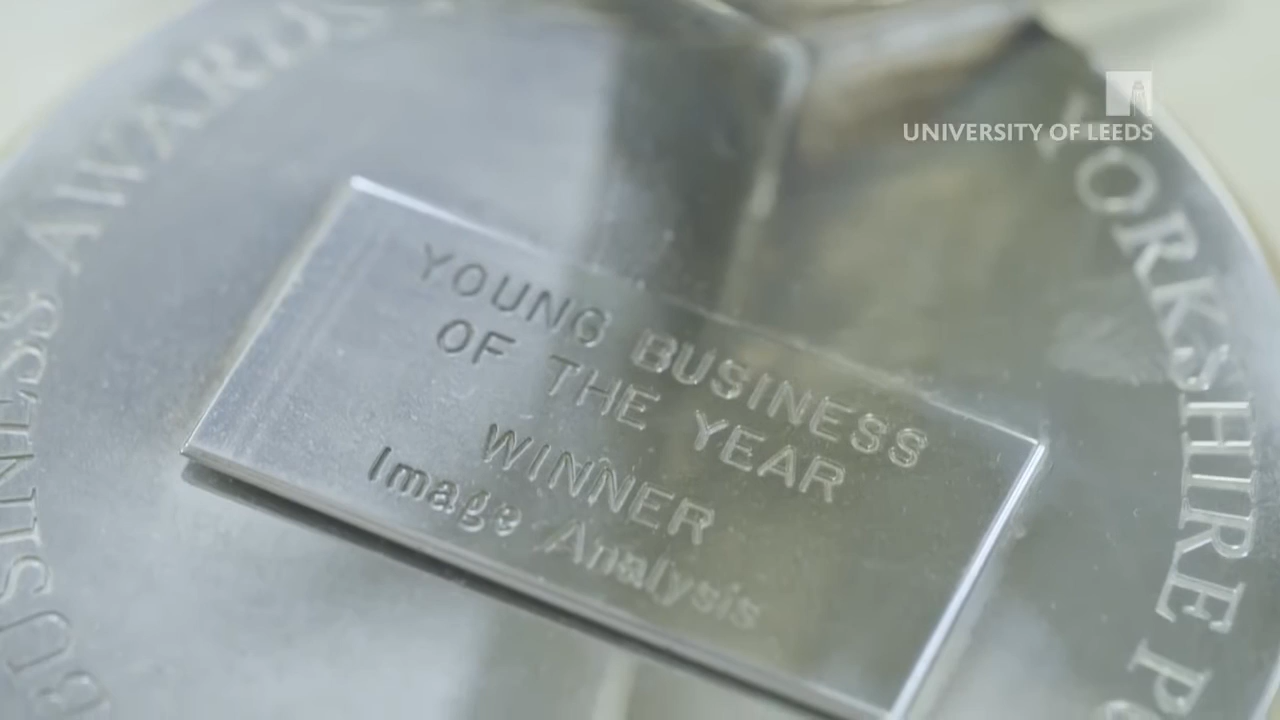 UNIVERSITY OF LEEDS
BUSINESS AWARDS
YORKSHIRE
YOUNG BUSINESS
OF THE YEAR
WINNER
Image Analysis